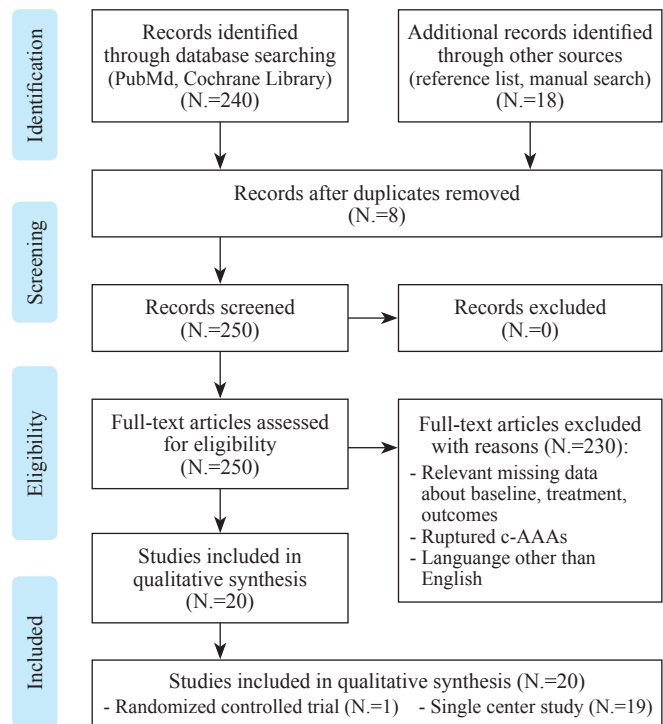 Identification
Records identified
through database searching
(PubMd, Cochrane Library)
(N.=240)
Additional records identified
through other sources
(reference list, manual search)
(N.=18)
Records after duplicates removed
(N.=8)
Screening
Records screened
(N.=250)
Records excluded
(N.=0)
Eligibility
Full-text articles assessed
for eligibility
(N.=250)
Full-text articles excluded
with reasons (N.=230):
- Relevant missing data
about baseline, treatment,
outcomes
- Ruptured c-AAAs
- Languange other than
English
Studies included in
qualitative synthesis
(N.=20)
Included
Studies included in qualitative synthesis (N.=20)
- Randomized controlled trial (N.=1) - Single center study (N.=19)